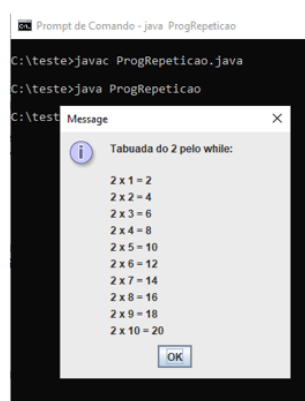 Prompt de Comando - java ProgRepeticao
C:\teste>javac ProgRepeticao.java
C:\teste>java ProgRepeticao
C:\test
Message
Tabuada do 2 pelo while:
2 x 1 = 2
2 x 2 = 4
2 x 3 = 6
2 x 4 = 8
2 x 5 = 10
2 x 6 = 12
2 x 7 = 14
2 x 8 = 16
2 x 9 = 18
2 x 10 = 20
OK